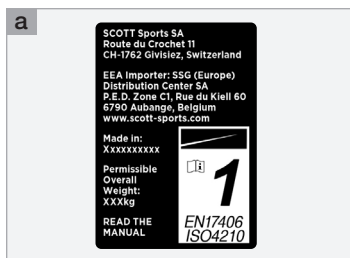 a
SCOTT Sports SA
Route du Crochet 11
CH-1762 Givisiez, Switzerland
EEA Importer: SSG (Europe)
Distribution Center SA
P.E.D. Zone C1, Rue du Kiell 60
6790 Aubange, Belgium
www.scott-sports.com
Made in:
Xxxxxxxxxx
Permissible
Overall
Weight:
XXXkg
READ THE
MANUAL
i
1
EN17406
ISO4210